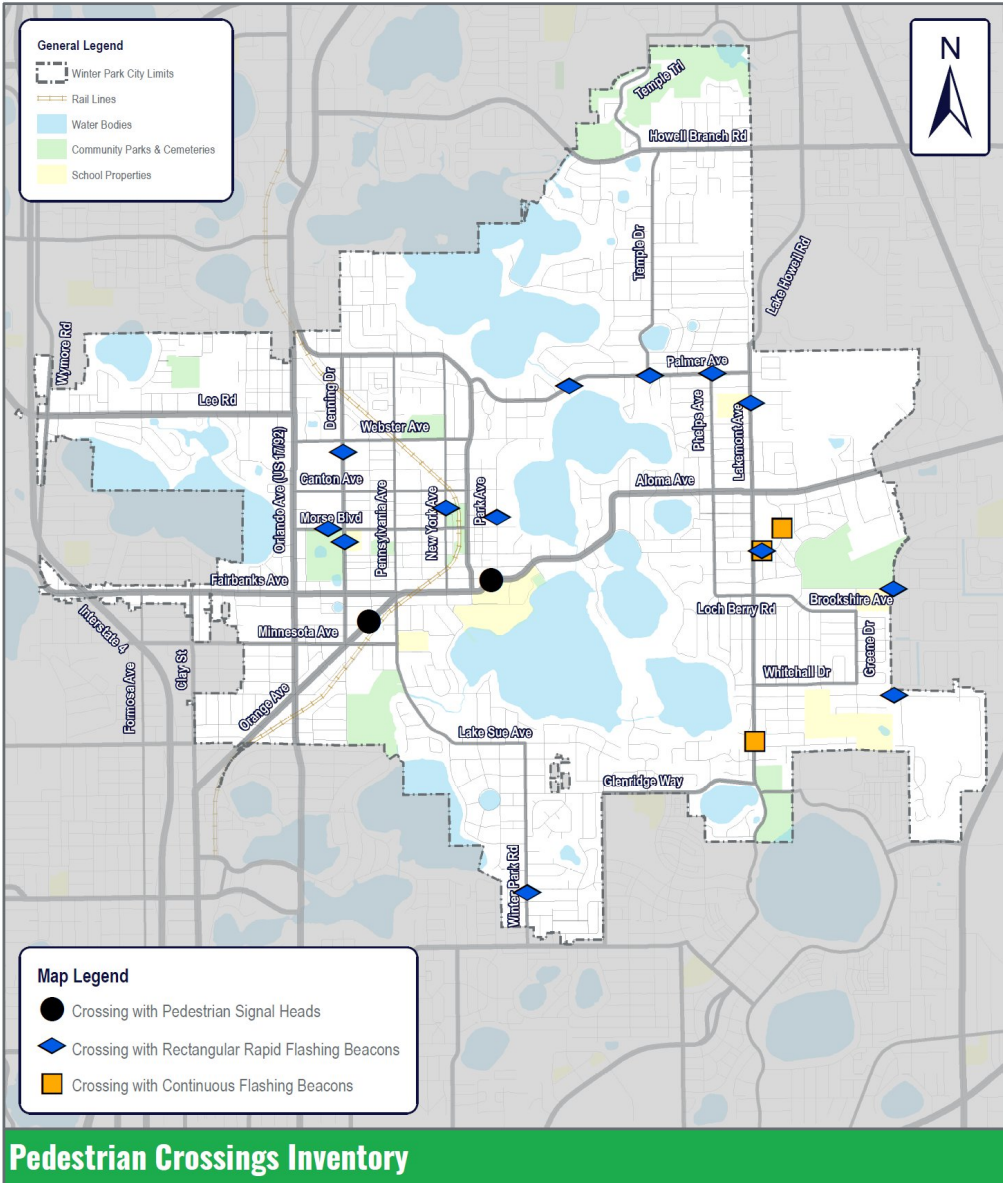 General Legend
Winter Park City Limits
Rail Lines
Water Bodies
Community Parks & Cemeteries
School Properties
N
Temple Trl
Howell Branch Rd
Temple Dr
Lake Howell Rd
Wymore Rd
Palmer Ave
Lee Rd
Denning Dr
Webster Ave
Phelps Ave
Lakemont Ave
Orlando Ave (US 17/92)
Canton Ave
Aloma Ave
Pennsylvania Ave
New York Ave
Park Ave
Morse Blvd
Fairbanks Ave
Loch Berry Rd
Brookshire Ave
Interstate 4
Minnesota Ave
Greene Dr
Clay St
Whitehall Dr
Formosa Ave
Orange Ave
Lake Sue Ave
Glenridge Way
Winter Park Rd
Map Legend
Crossing with Pedestrian Signal Heads
Crossing with Rectangular Rapid Flashing Beacons
Crossing with Continuous Flashing Beacons
Pedestrian Crossings Inventory